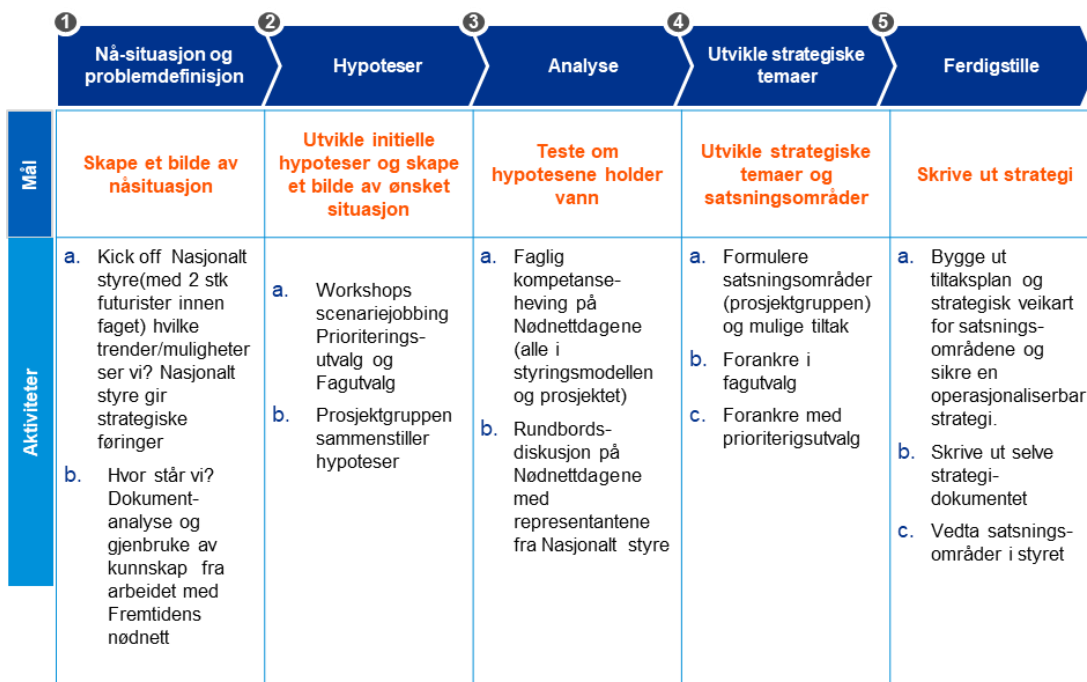 1
2
3
4
5
Nå-situasjon og
problemdefinisjon
Hypoteser
Analyse
Utvikle strategiske
temaer
Ferdigstille
Mål
Skape et bilde av
nåsituasjon
Utvikle initielle
hypoteser og skape
et bilde av ønsket
situasjon
Teste om
hypotesene holder
vann
Utvikle strategiske
temaer og
satsningsområder
Skrive ut strategi
Aktiviteter
a. Kick off Nasjonalt
styre(med 2 stk
futurister innen
faget) hvilke
trender/muligheter
ser vi? Nasjonalt
styre gir
strategiske
føringer
b. Hvor står vi?
Dokument-
analyse og
gjenbruke av
kunnskap fra
arbeidet med
Fremtidens
nødnett
a. Workshops
scenariejobbing
Prioriterings-
utvalg og
Fagutvalg
b. Prosjektgruppen
sammenstiller
hypoteser
a. Faglig
kompetanse-
heving på
Nødnettdagene
(alle i
styringsmodellen
og prosjektet)
b. Rundbords-
diskusjon på
Nødnettdagene
med
representantene
fra Nasjonalt styre
a. Formulere
satsningsområder
(prosjektgruppen)
og mulige tiltak
b. Forankre i
fagutvalg
c. Forankre med
prioriterigsutvalg
a. Bygge ut
tiltaksplan og
strategisk veikart
for satsnings-
områdene og
sikre en
operasjonaliserbar
strategi.
b. Skrive ut selve
strategi-
dokumentet
c. Vedta satsnings-
områder i styret